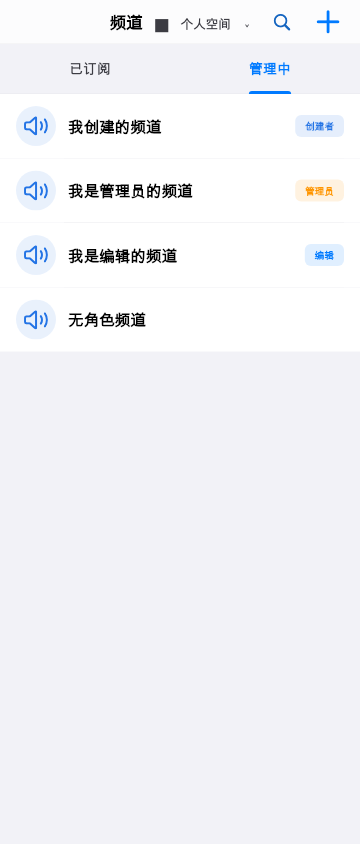 频道 个人空间
已订阅 管理中
我创建的频道 创建者
我是管理员的频道 管理员
我是编辑的频道 编辑
无角色频道